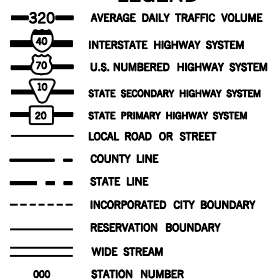 LEGEND
320 AVERAGE DAILY TRAFFIC VOLUME
40 INTERSTATE HIGHWAY SYSTEM
70 U.S. NUMBERED HIGHWAY SYSTEM
10 STATE SECONDARY HIGHWAY SYSTEM
20 STATE PRIMARY HIGHWAY SYSTEM
LOCAL ROAD OR STREET
COUNTY LINE
STATE LINE
INCORPORATED CITY BOUNDARY
RESERVATION BOUNDARY
WIDE STREAM
000 STATION NUMBER